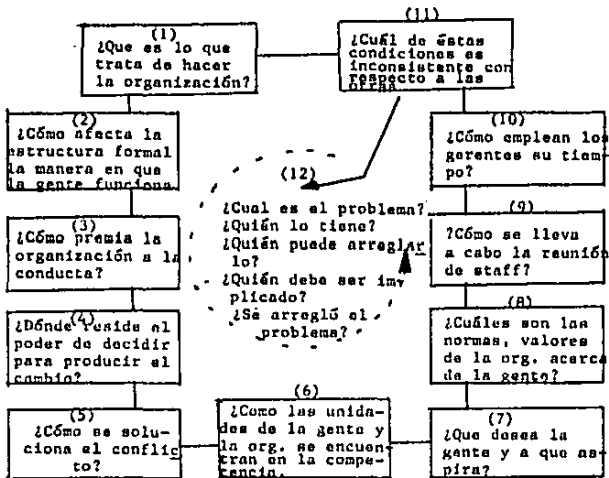 (1)
¿Que es lo que
trata de hacer
la organización?
(2)
¿Cómo afecta la
estructura formal
la manera en que
la gente funciona
(3)
¿Cómo premia la
organización a la
conducta?
(4)
¿Dónde reside el
poder de decidir
para producir el
cambio?
(5)
¿Cómo se solu-
ciona el conflic
to?
(6)
¿Como las unida-
des de la gente y
la org. se encuen
tran en la compe-
tencia.
(7)
¿Que desea la
gente y a que as-
pira?
(8)
¿Cuáles son las
normas, valores
de la org. acerca
de la gente?
(9)
?Cómo se lleva
a cabo la reunión
de staff?
(10)
¿Cómo emplean los
gerentes su tiem-
po?
(11)
¿Cuál de éstas
condiciones es
inconsistente con
respecto a las
otras
(12)
¿Cual es el problema?
¿Quién lo tiene?
¿Quién puede arreglar
lo?
¿Quién debe ser im-
plicado?
¿Se arregló el
problema?